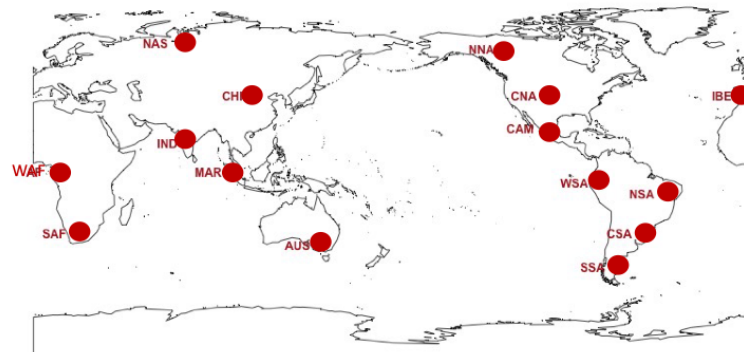 NAS
NNA
CHI
CNA
IBE
CAM
IND
WAF
MAR
WSA
NSA
SAF
CSA
AUS
SSA